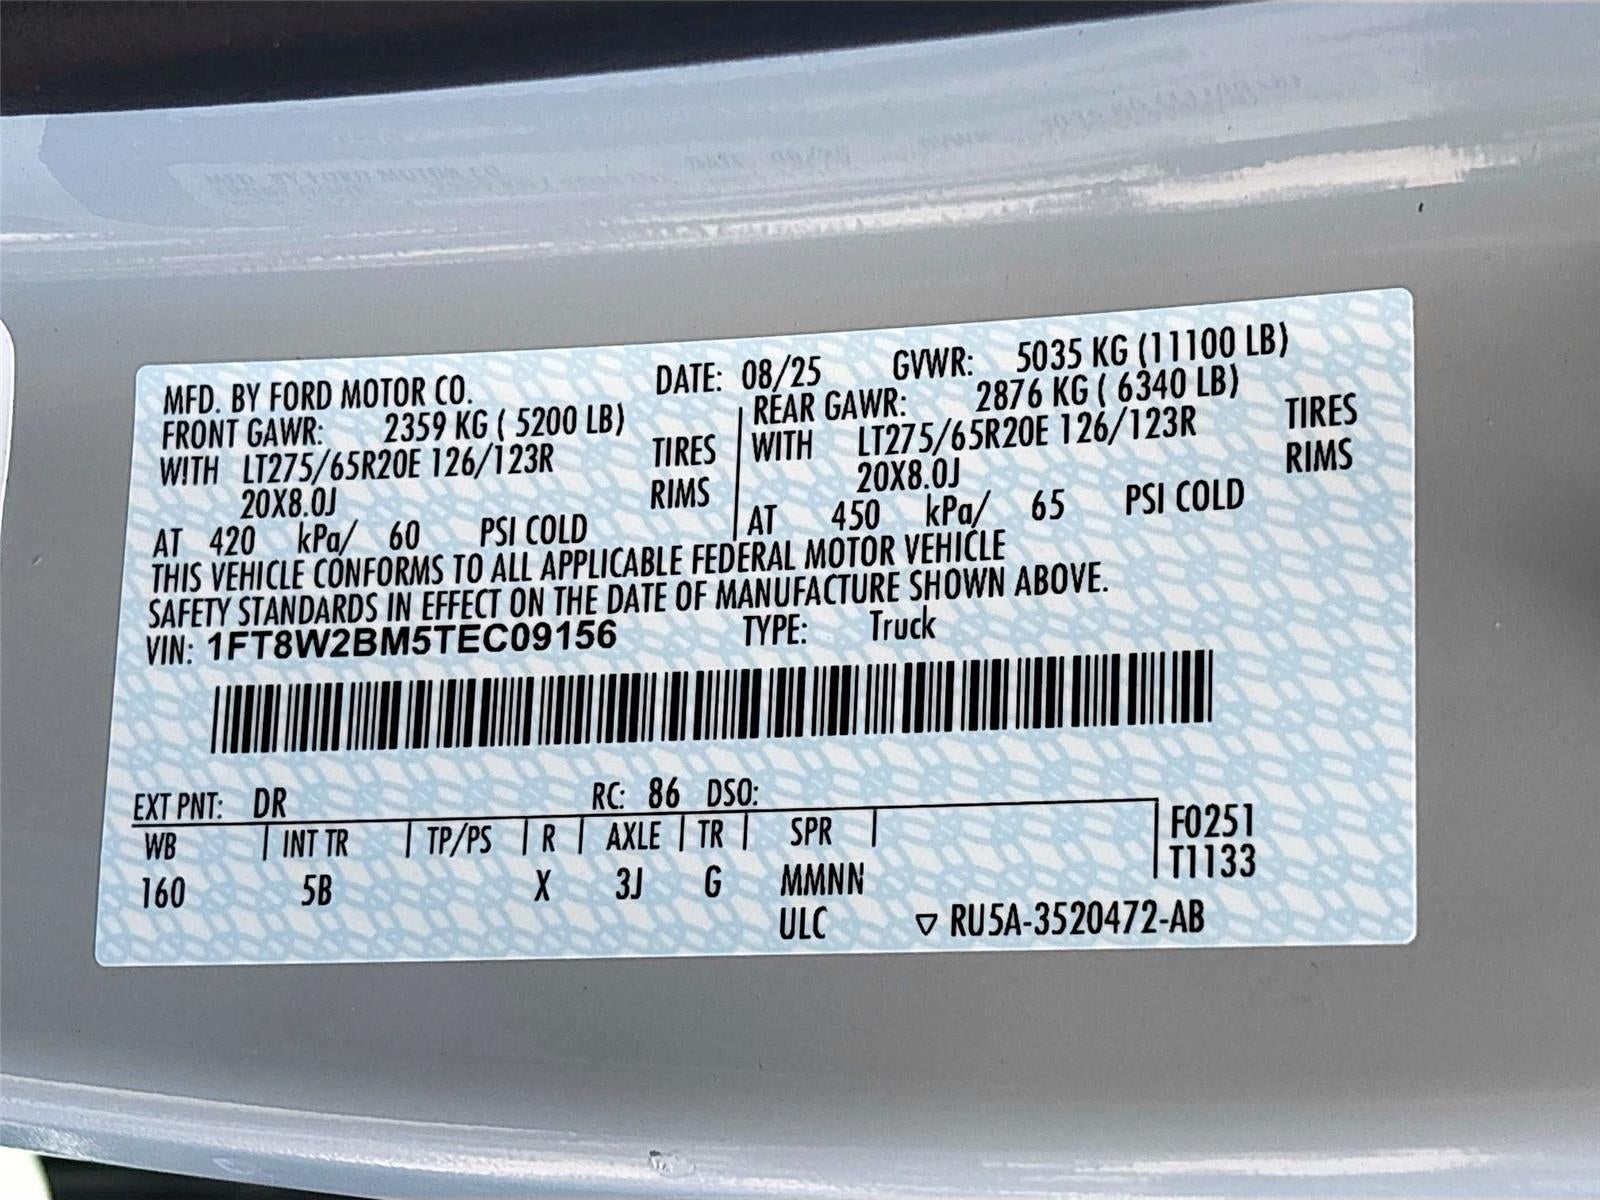 MFD. BY FORD MOTOR CO. DATE: 08/25 GVWR: 5035 KG (11100 LB)
FRONT GAWR: 2359 KG ( 5200 LB)
WITH LT275/65R20E 126/123R TIRES
20X8.0J RIMS
AT 420 kPa/ 60 PSI COLD
REAR GAWR: 2876 KG ( 6340 LB)
WITH LT275/65R20E 126/123R TIRES
20X8.0J RIMS
AT 450 kPa/ 65 PSI COLD
THIS VEHICLE CONFORMS TO ALL APPLICABLE FEDERAL MOTOR VEHICLE
SAFETY STANDARDS IN EFFECT ON THE DATE OF MANUFACTURE SHOWN ABOVE.
VIN: 1FT8W2BM5TEC09156 TYPE: Truck
EXT PNT: DR RC: 86 DSO:
WB INT TR TP/PS R AXLE TR SPR F0251
T1133
160 5B X 3J G MMNN
ULC ▽ RU5A-3520472-AB